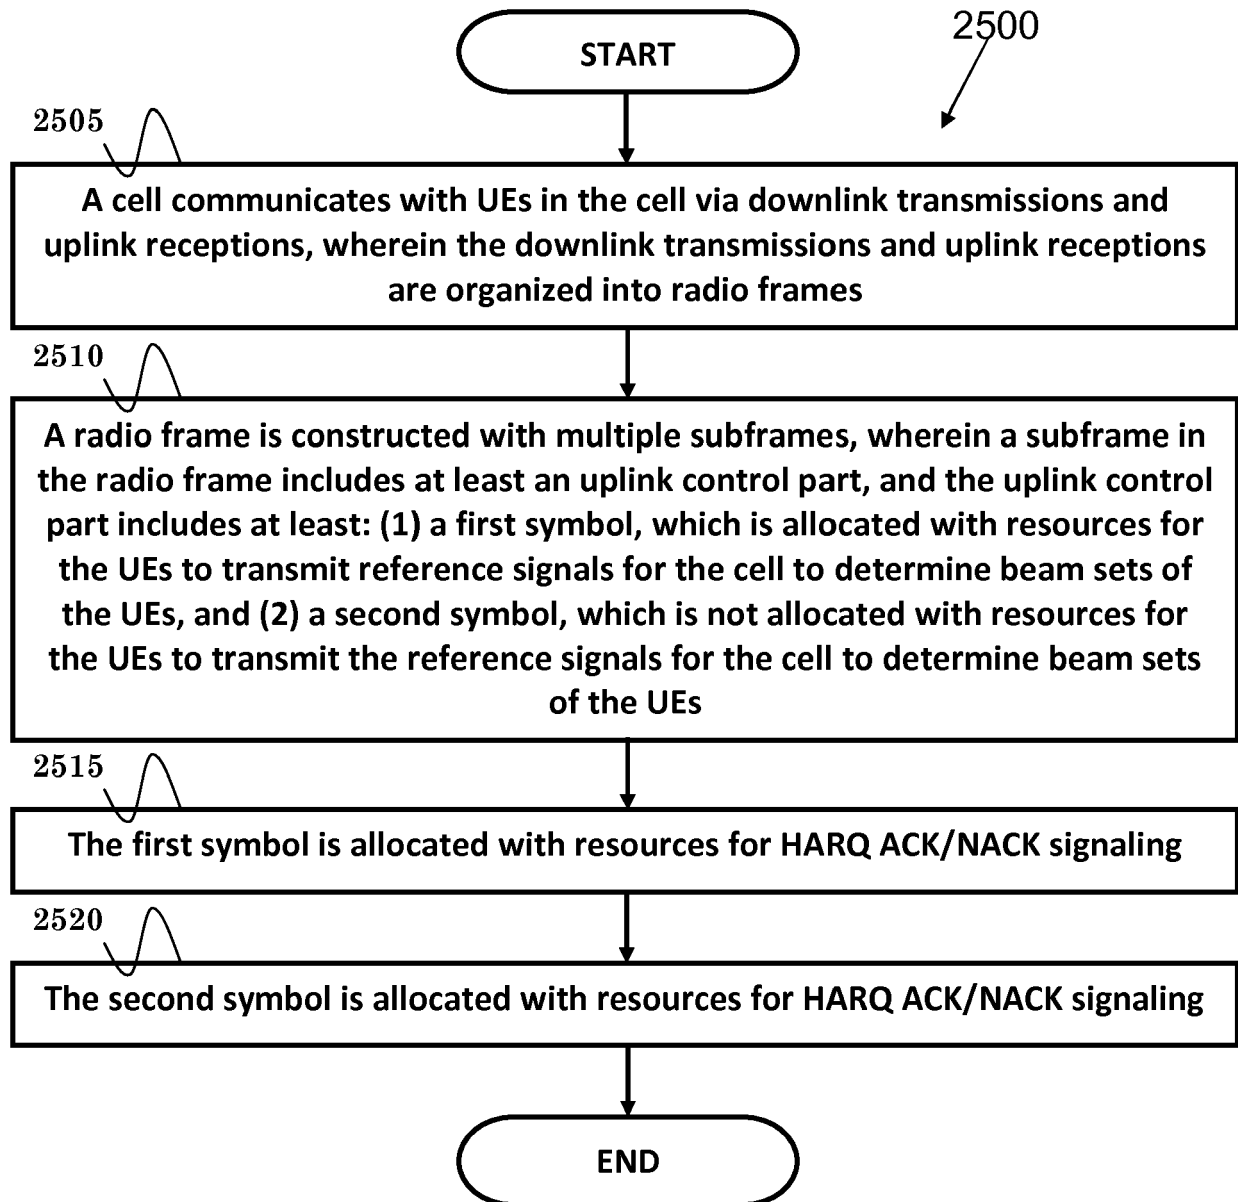 START
2500
2505
A cell communicates with UEs in the cell via downlink transmissions and
uplink receptions, wherein the downlink transmissions and uplink receptions
are organized into radio frames
2510
A radio frame is constructed with multiple subframes, wherein a subframe in
the radio frame includes at least an uplink control part, and the uplink control
part includes at least: (1) a first symbol, which is allocated with resources for
the UEs to transmit reference signals for the cell to determine beam sets of
the UEs, and (2) a second symbol, which is not allocated with resources for
the UEs to transmit the reference signals for the cell to determine beam sets
of the UEs
2515
The first symbol is allocated with resources for HARQ ACK/NACK signaling
2520
The second symbol is allocated with resources for HARQ ACK/NACK signaling
END